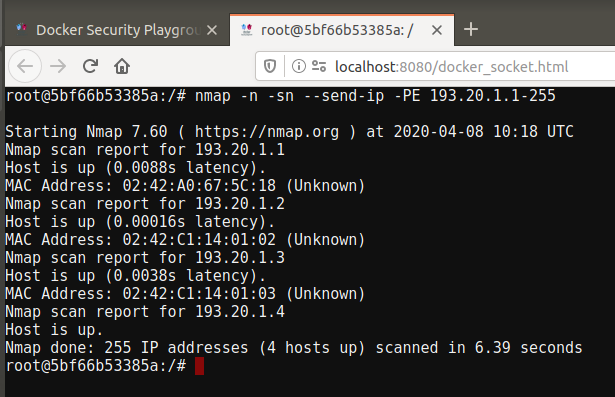 Docker Security Playgrou
root@5bf66b53385a: /
localhost:8080/docker_socket.html
root@5bf66b53385a:/# nmap -n -sn --send-ip -PE 193.20.1.1-255
Starting Nmap 7.60 ( https://nmap.org ) at 2020-04-08 10:18 UTC
Nmap scan report for 193.20.1.1
Host is up (0.0088s latency).
MAC Address: 02:42:A0:67:5C:18 (Unknown)
Nmap scan report for 193.20.1.2
Host is up (0.00016s latency).
MAC Address: 02:42:C1:14:01:02 (Unknown)
Nmap scan report for 193.20.1.3
Host is up (0.0038s latency).
MAC Address: 02:42:C1:14:01:03 (Unknown)
Nmap scan report for 193.20.1.4
Host is up.
Nmap done: 255 IP addresses (4 hosts up) scanned in 6.39 seconds
root@5bf66b53385a:/#